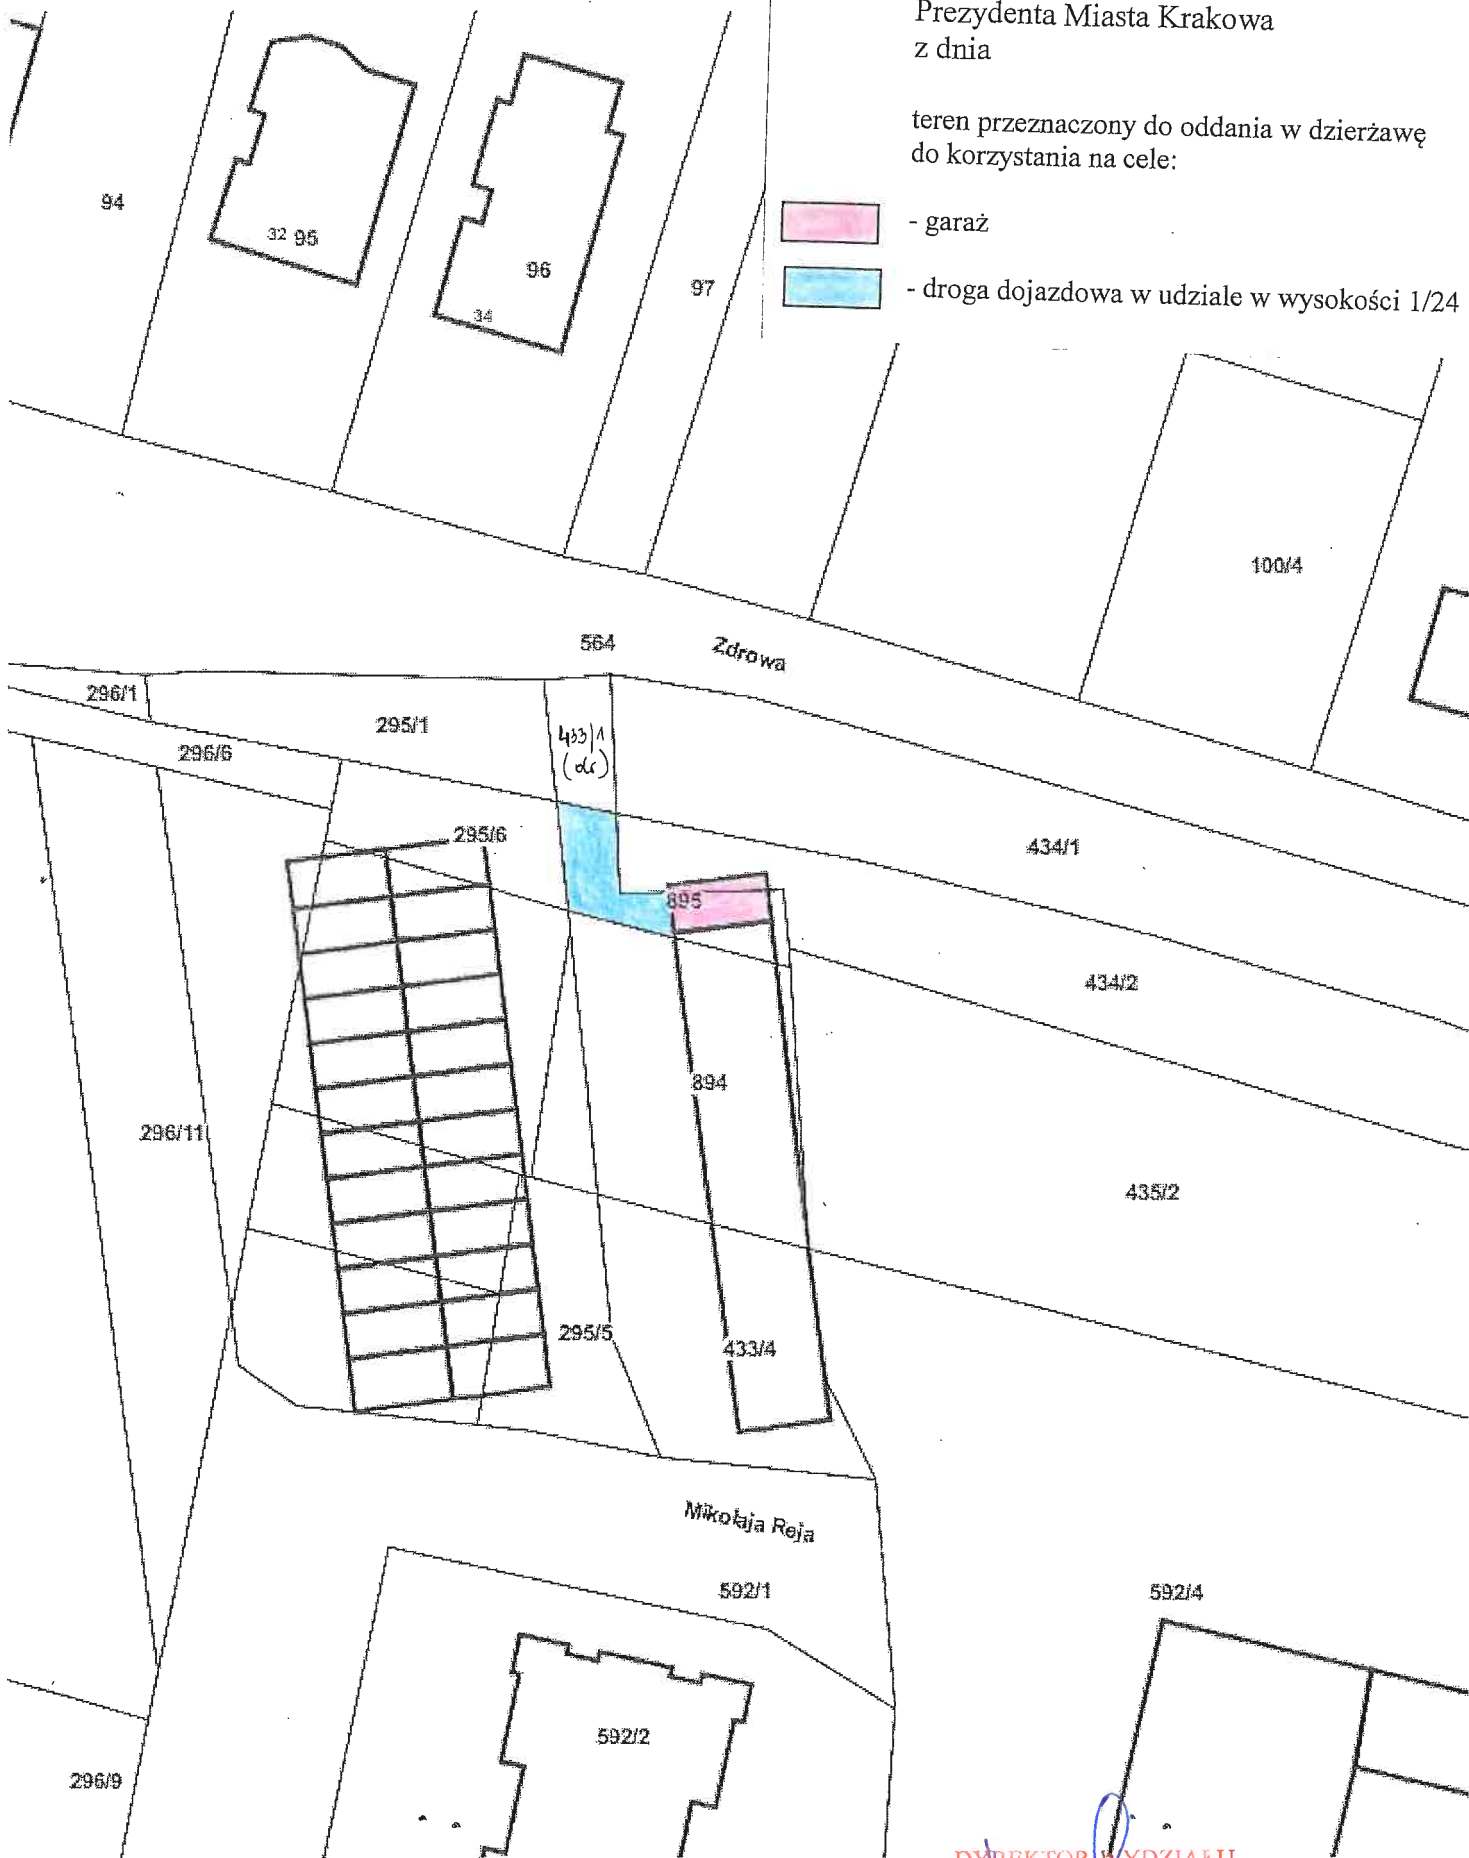 Prezydenta Miasta Krakowa
z dnia
teren przeznaczony do oddania w dzierżawę
do korzystania na cele:
- garaż
- droga dojazdowa w udziale w wysokości 1/24
94
32 95
96
34
97
100/4
564
Zdrowa
296/1
295/1
433/1
(dr)
296/6
295/6
434/1
895
434/2
894
296/11
435/2
295/5
433/4
Mikołaja Reja
592/1
592/4
592/2
296/9
DYREKTOR WYDZIAŁU